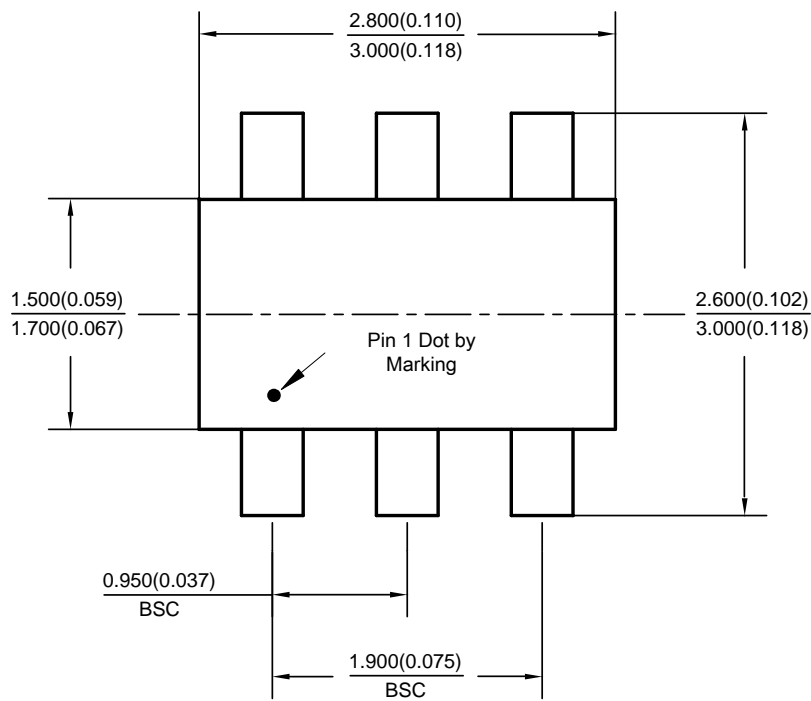 2.800(0.110)
3.000(0.118)
1.500(0.059)
1.700(0.067)
2.600(0.102)
3.000(0.118)
Pin 1 Dot by
Marking
0.950(0.037)
BSC
1.900(0.075)
BSC